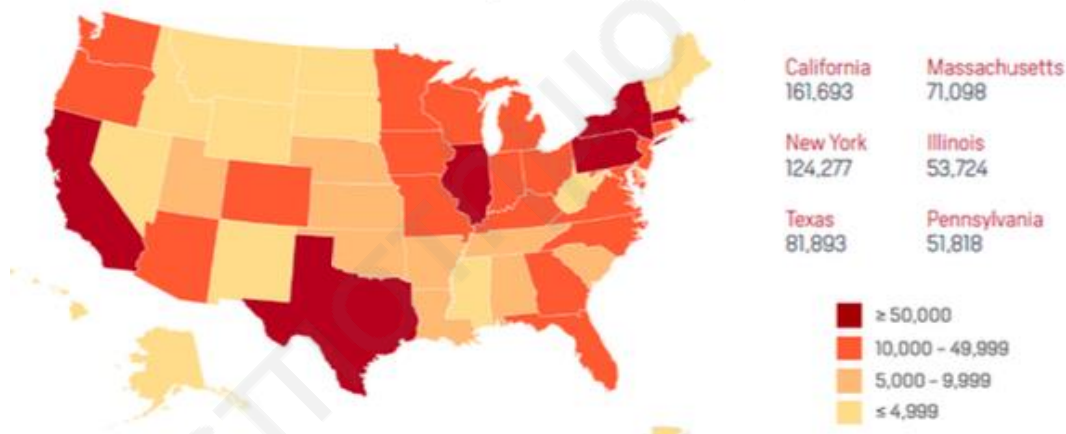 California
161,693
Massachusetts
71,098
New York
124,277
Illinois
53,724
Texas
81,893
Pennsylvania
51,818
≥ 50,000
10,000 - 49,999
5,000 - 9,999
≤ 4,999